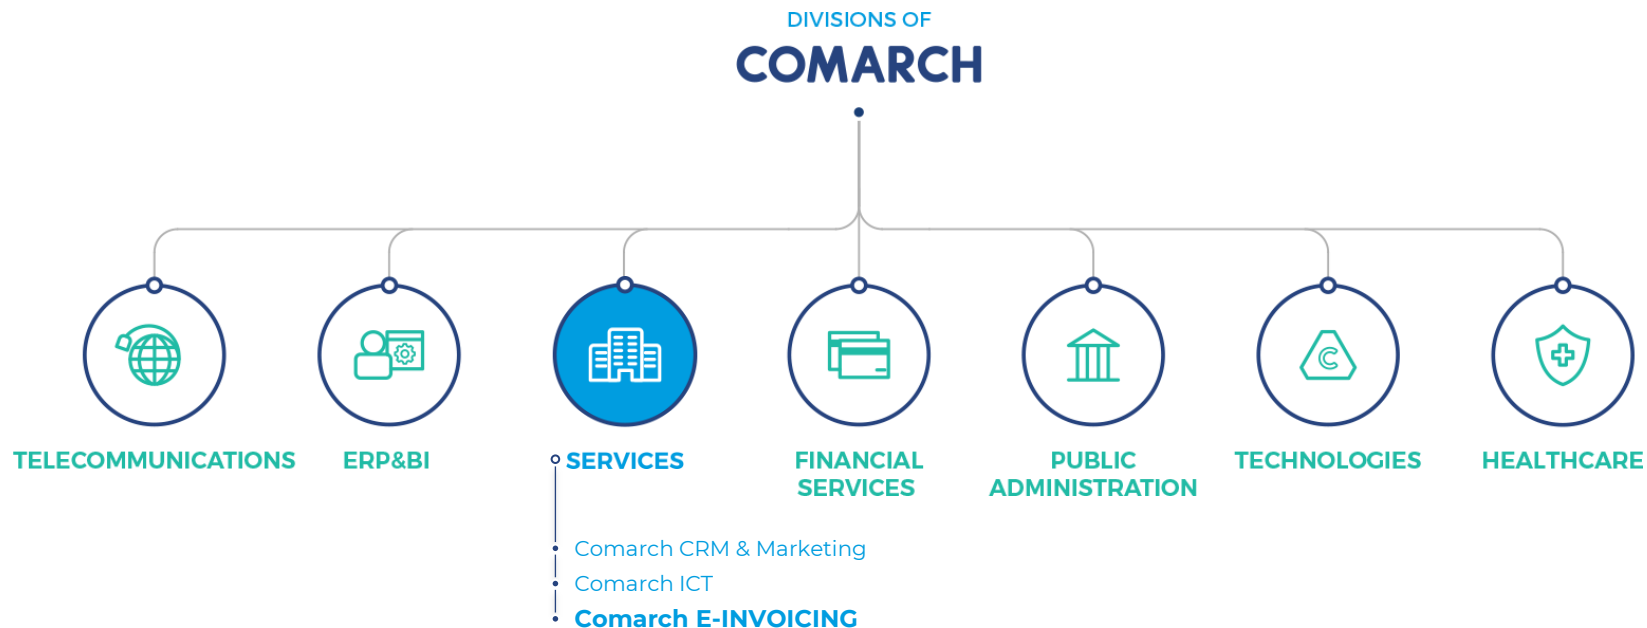 DIVISIONS OF
COMARCH
C
TELECOMMUNICATIONS
ERP&BI
SERVICES
FINANCIAL
SERVICES
PUBLIC
ADMINISTRATION
TECHNOLOGIES
HEALTHCARE
Comarch CRM & Marketing
Comarch ICT
Comarch E-INVOICING